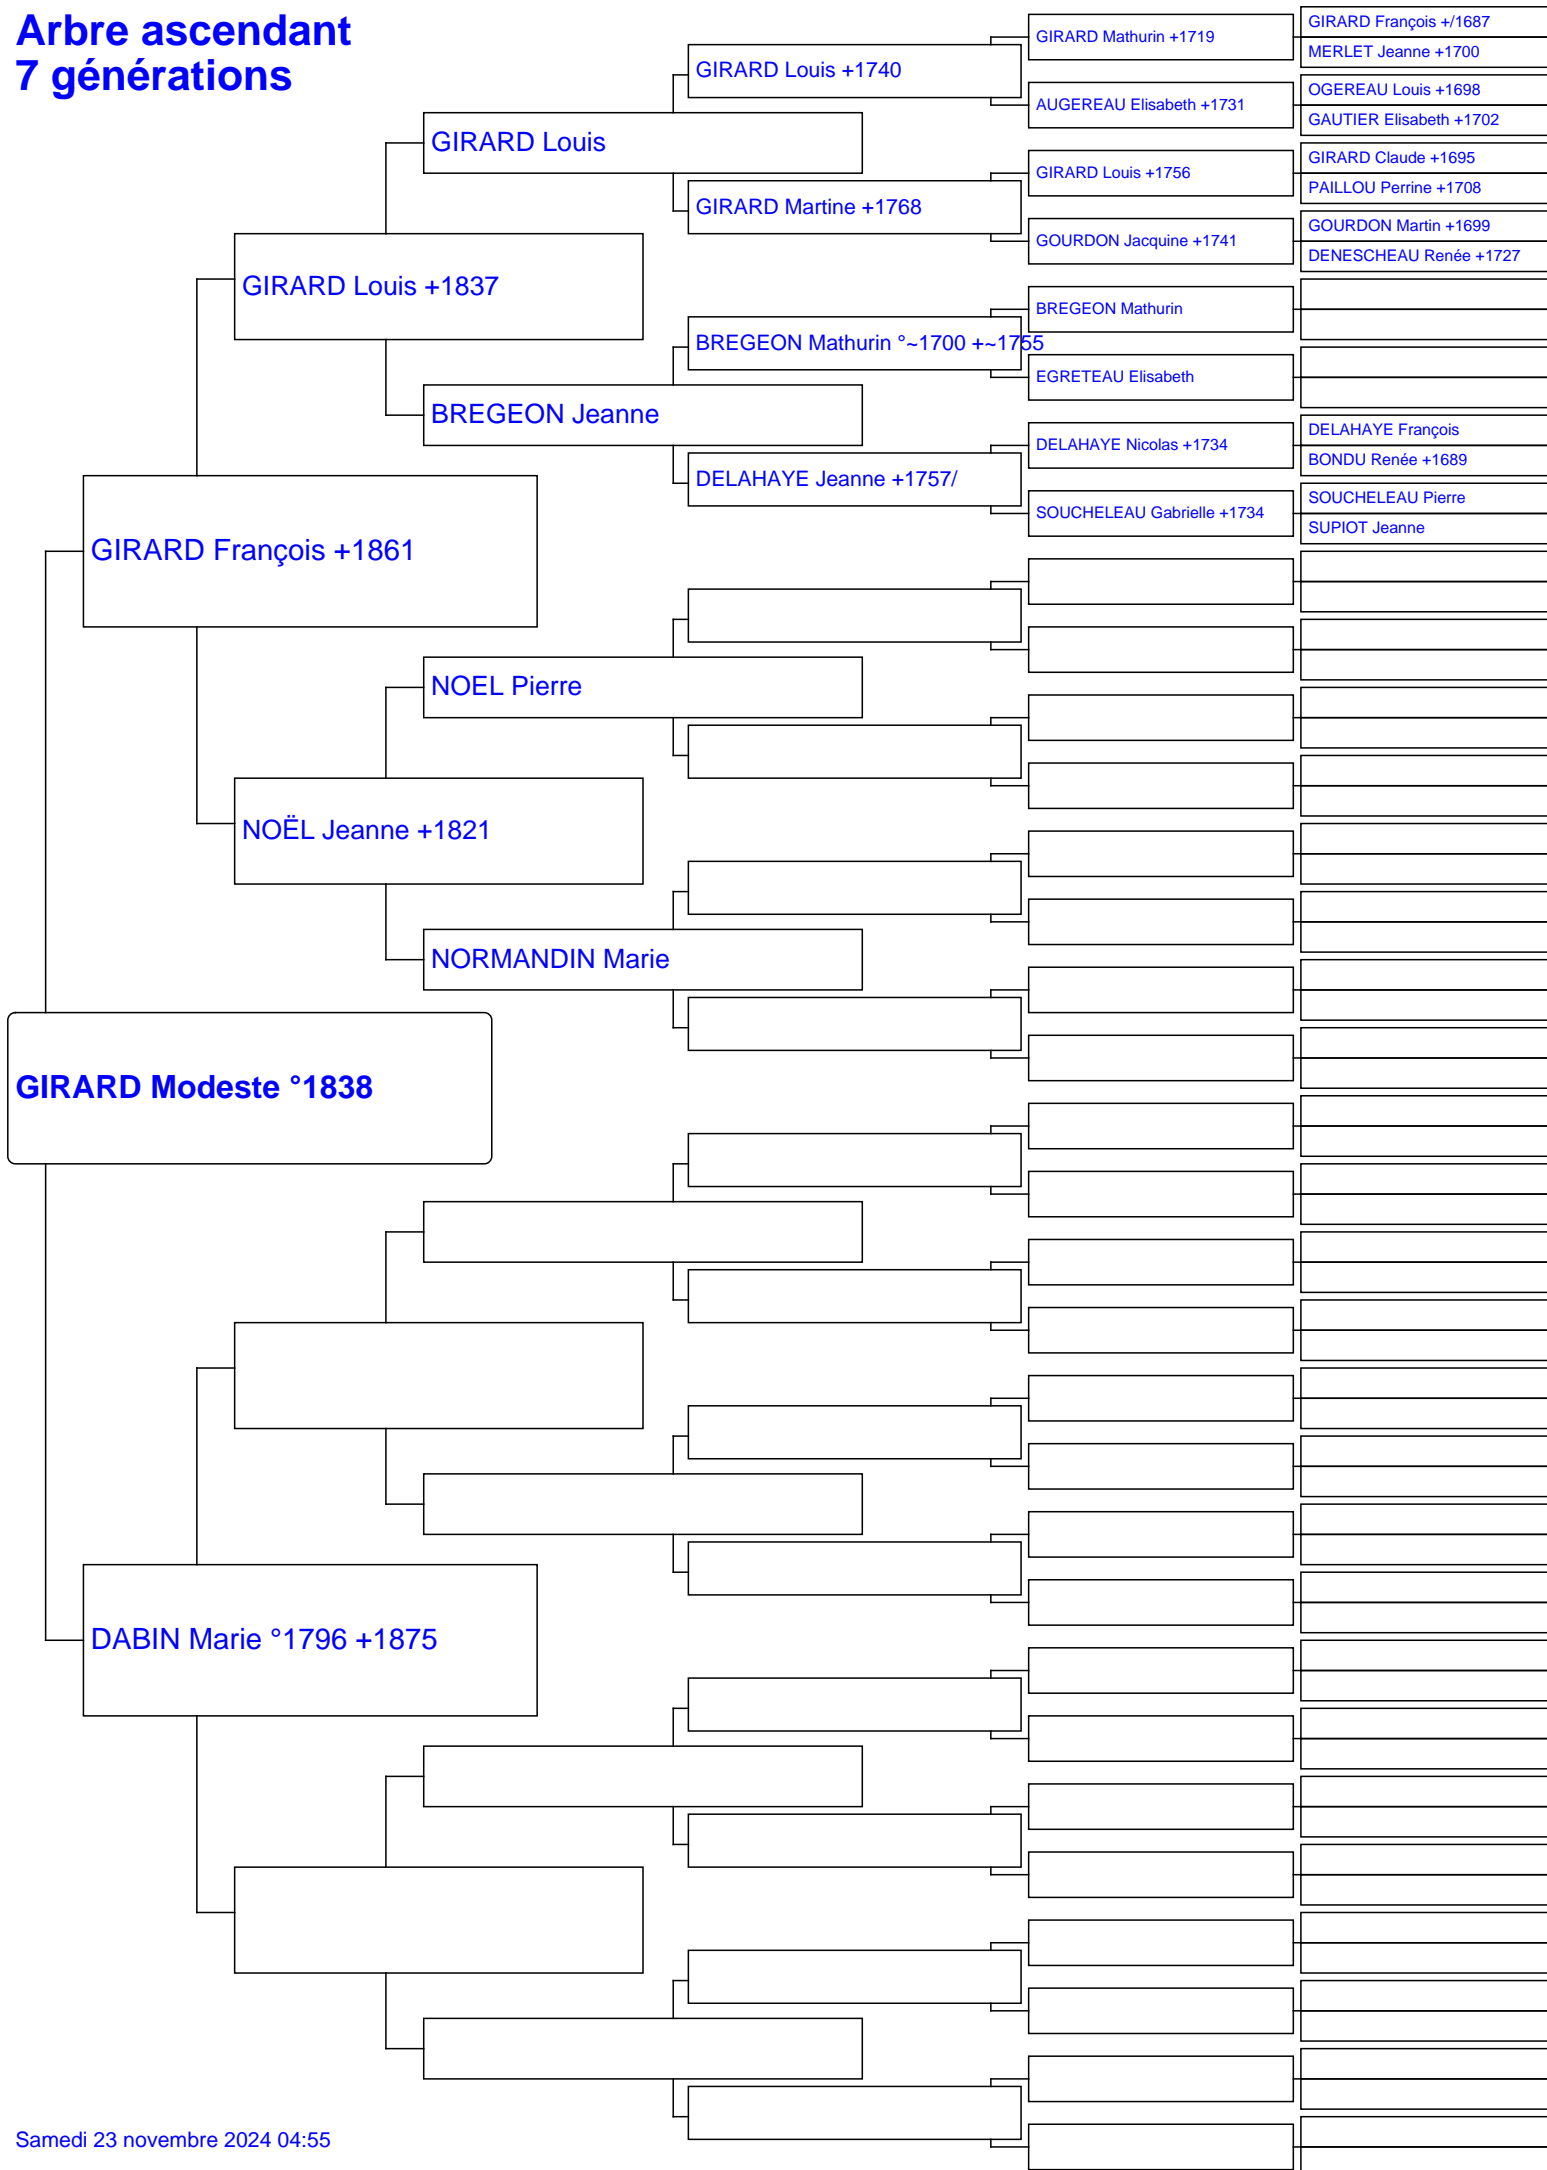 Arbre ascendant
7 générations
GIRARD Modeste °1838
GIRARD François +1861
DABIN Marie °1796 +1875
GIRARD Louis +1837
NOËL Jeanne +1821
GIRARD Louis
BREGEON Jeanne
NOEL Pierre
NORMANDIN Marie
GIRARD Louis +1740
GIRARD Martine +1768
BREGEON Mathurin °~1700 +~1755
DELAHAYE Jeanne +1757/
GIRARD Mathurin +1719
AUGEREAU Elisabeth +1731
GIRARD Louis +1756
GOURDON Jacquine +1741
BREGEON Mathurin
EGRETEAU Elisabeth
DELAHAYE Nicolas +1734
SOUCHELEAU Gabrielle +1734
GIRARD François +/1687
MERLET Jeanne +1700
OGEREAU Louis +1698
GAUTIER Elisabeth +1702
GIRARD Claude +1695
PAILLOU Perrine +1708
GOURDON Martin +1699
DENESCHEAU Renée +1727
DELAHAYE François
BONDU Renée +1689
SOUCHELEAU Pierre
SUPIOT Jeanne
Samedi 23 novembre 2024 04:55